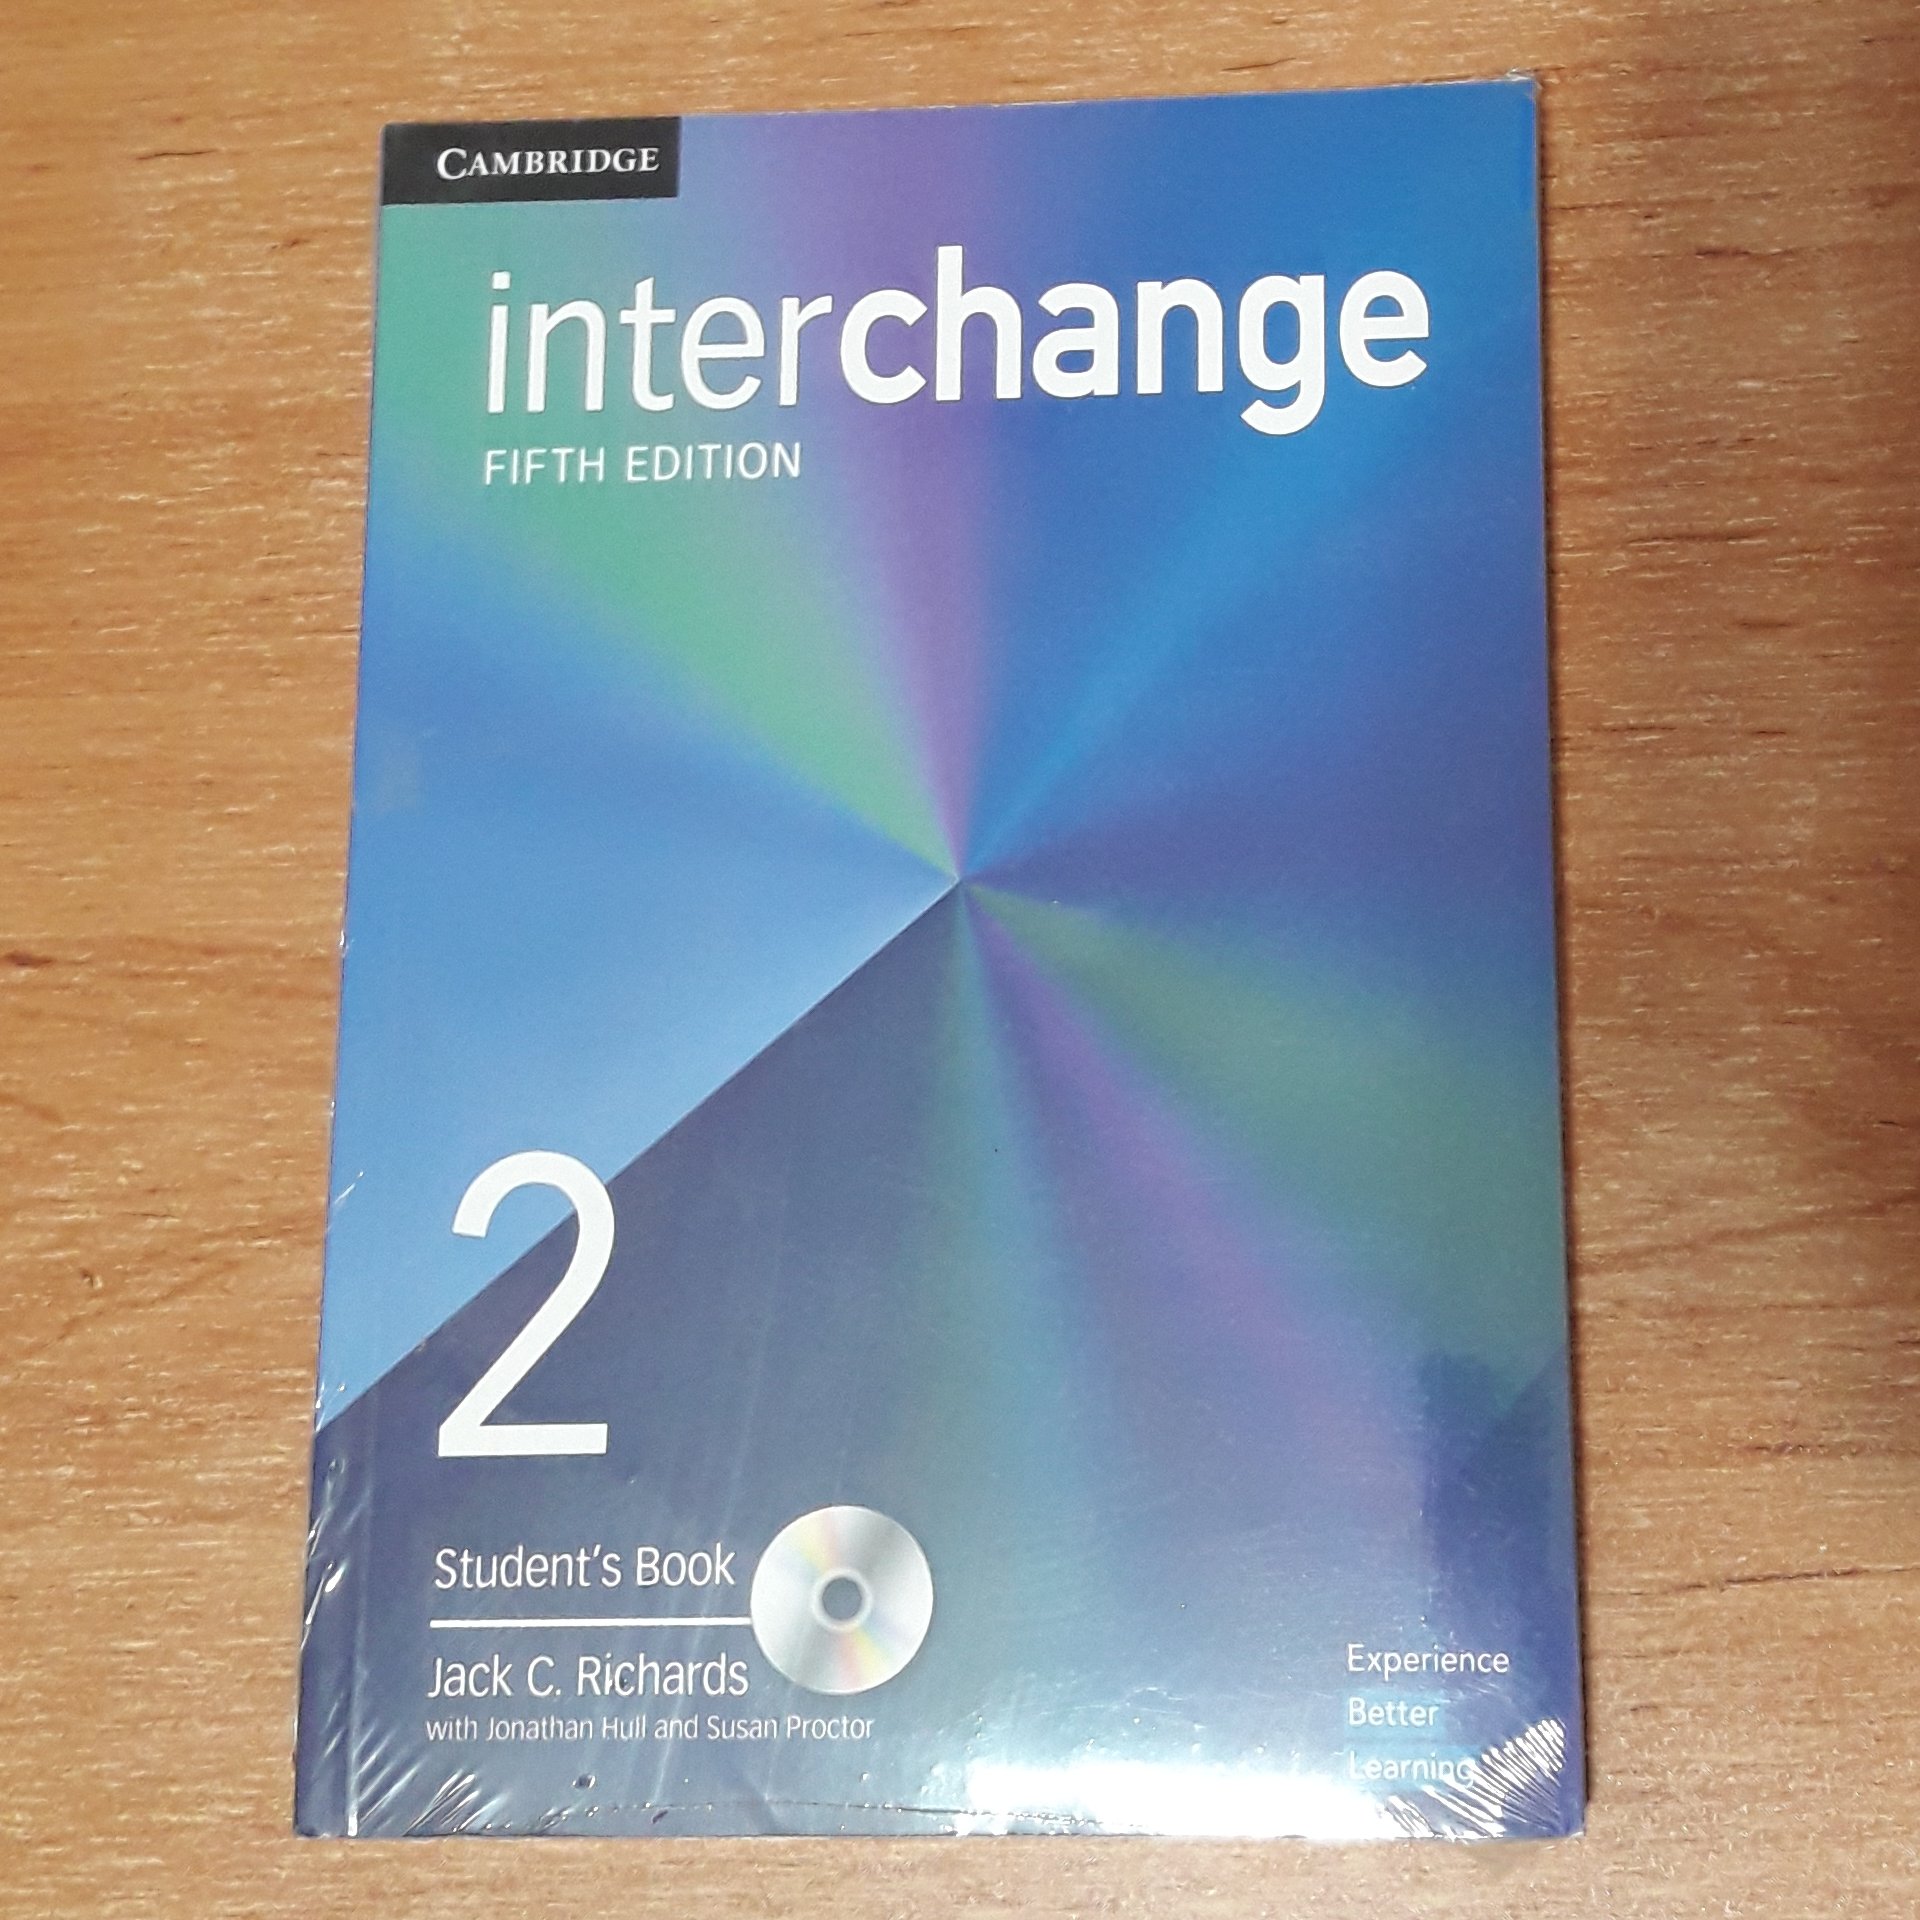 CAMBRIDGE
interchange
FIFTH EDITION
2
Student's Book
Jack C. Richards
with Jonathan Hull and Susan Proctor
Experience
Better
Learning